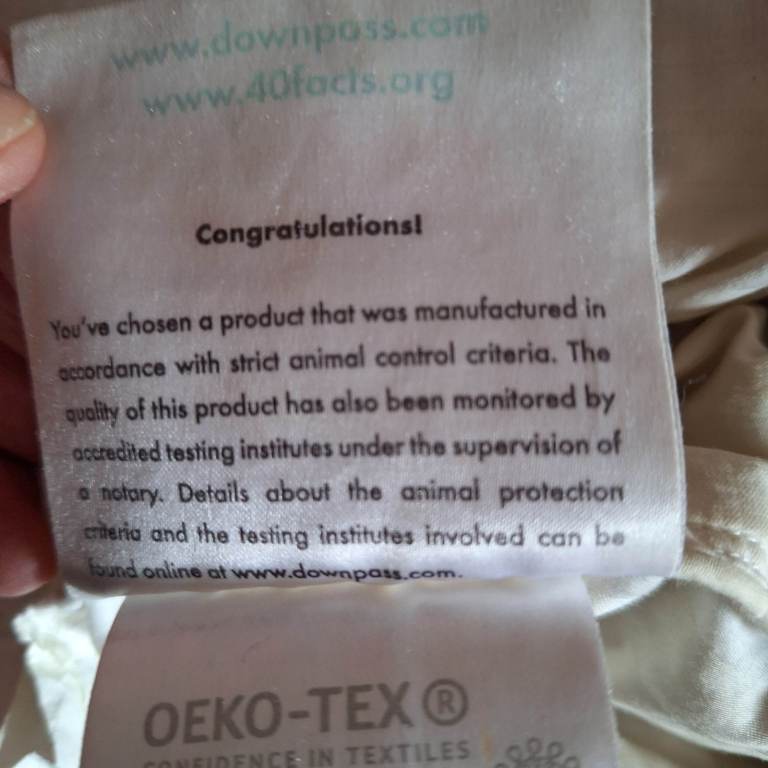 www.downpass.com
www.40facts.org
Congratulations!
You've chosen a product that was manufactured in
accordance with strict animal control criteria. The
quality of this product has also been monitored by
accredited testing institutes under the supervision of
a notary. Details about the animal protection
criteria and the testing institutes involved can be
found online at www.downpass.com.
OEKO-TEX®
CONFIDENCE IN TEXTILES